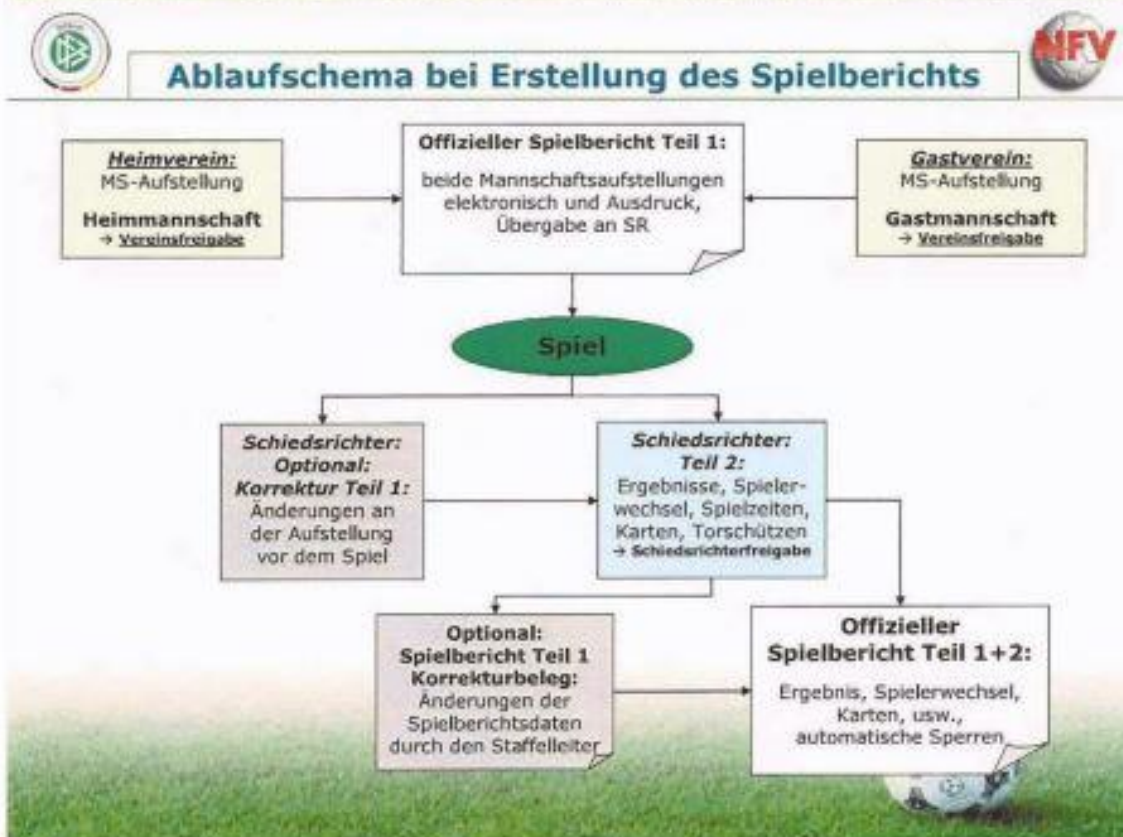 DFB
NFV
Ablaufschema bei Erstellung des Spielberichts
Heimverein:
MS-Aufstellung
Heimmannschaft
→ Vereinsfreigabe
Offizieller Spielbericht Teil 1:
beide Mannschaftsaufstellungen
elektronisch und Ausdruck,
Übergabe an SR
Gastverein:
MS-Aufstellung
Gastmannschaft
→ Vereinsfreigabe
Spiel
Schiedsrichter:
Optional:
Korrektur Teil 1:
Änderungen an
der Aufstellung
vor dem Spiel
Schiedsrichter:
Teil 2:
Ergebnisse, Spieler-
wechsel, Spielzeiten,
Karten, Torschützen
→ Schiedsrichterfreigabe
Optional:
Spielbericht Teil 1
Korrekturbeleg:
Änderungen der
Spielberichtsdaten
durch den Staffelleiter
Offizieller
Spielbericht Teil 1+2:
Ergebnis, Spielerwechsel,
Karten, usw.,
automatische Sperren